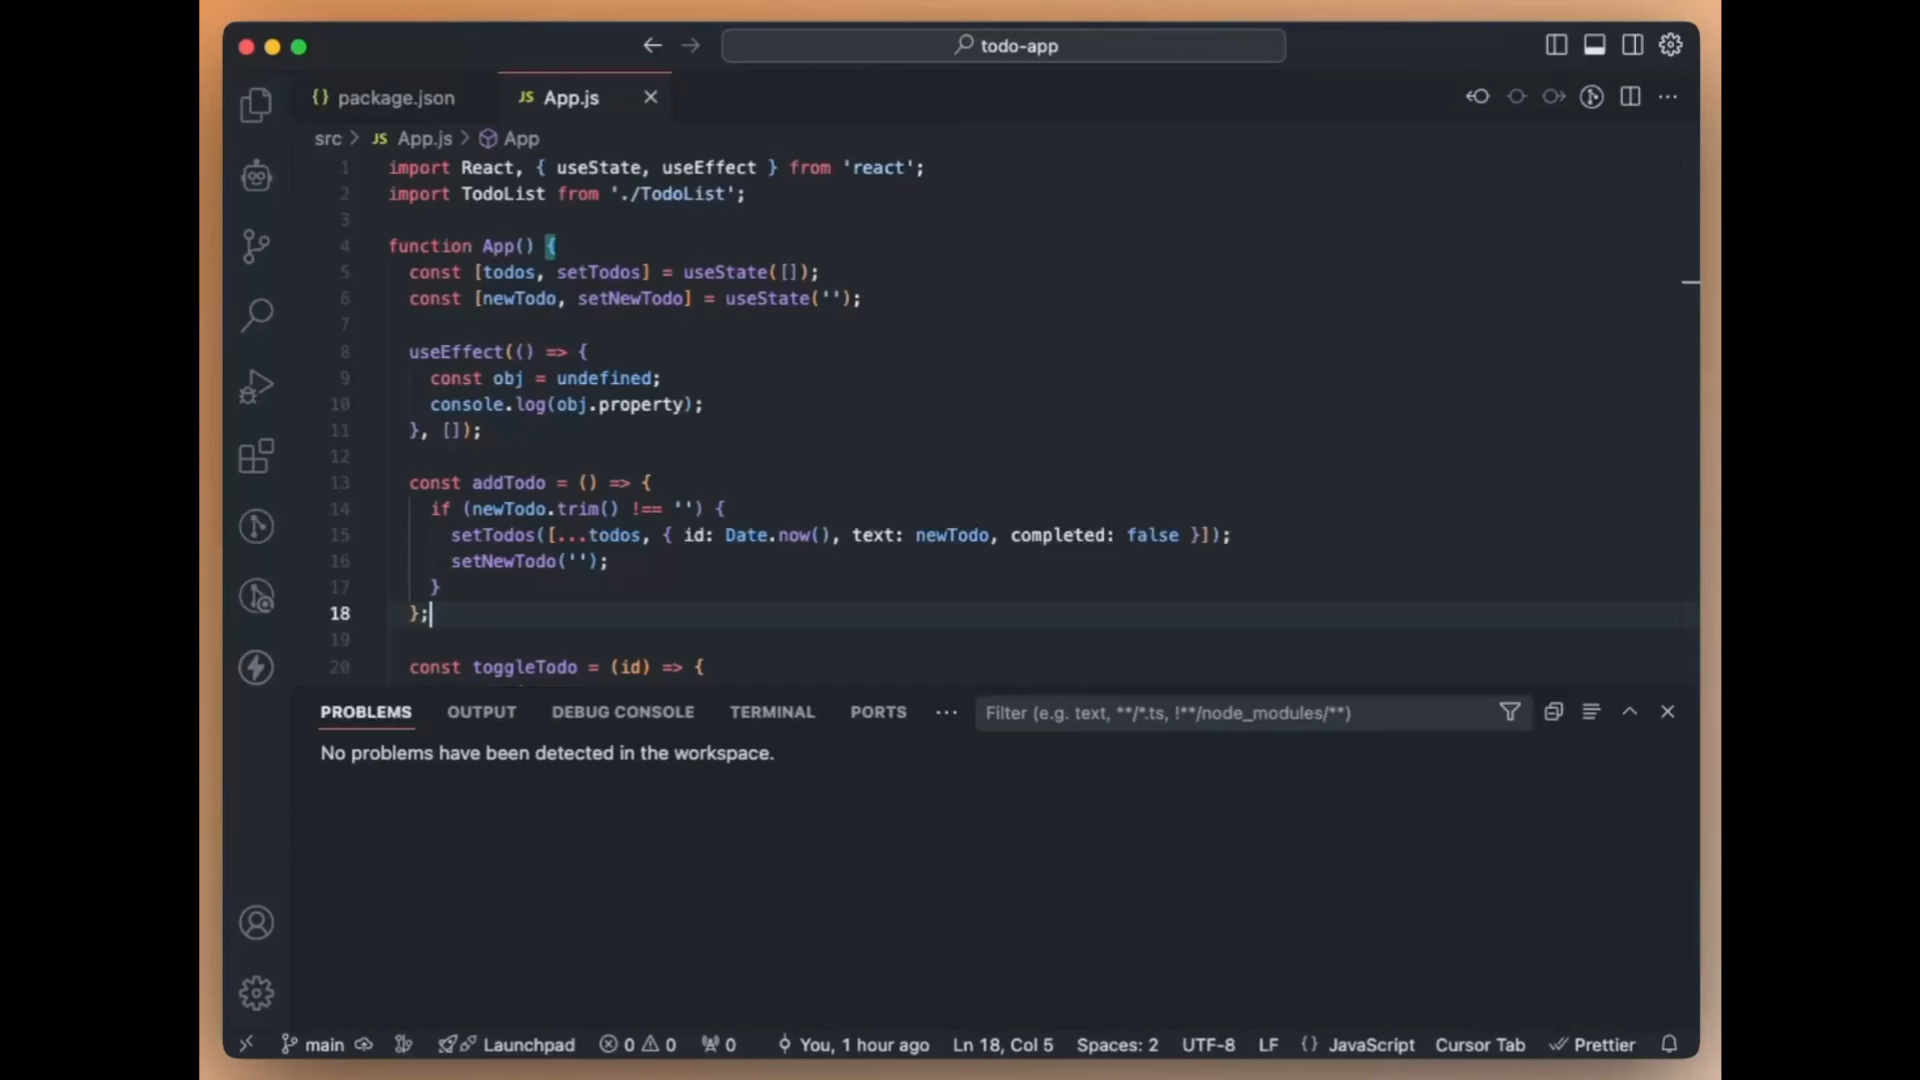 todo-app
{} package.json JS App.js
src > JS App.js > App
1 import React, { useState, useEffect } from 'react';
2 import TodoList from './TodoList';
3
4 function App() {
5 const [todos, setTodos] = useState([]);
6 const [newTodo, setNewTodo] = useState('');
7
8 useEffect(() => {
9 const obj = undefined;
10 console.log(obj.property);
11 }, []);
12
13 const addTodo = () => {
14 if (newTodo.trim() !== '') {
15 setTodos([...todos, { id: Date.now(), text: newTodo, completed: false }]);
16 setNewTodo('');
17 }
18 };
19
20 const toggleTodo = (id) => {
PROBLEMS OUTPUT DEBUG CONSOLE TERMINAL PORTS ··· Filter (e.g. text, **/*.ts, !**/node_modules/**)
No problems have been detected in the workspace.
main Launchpad 0 0 0 You, 1 hour ago Ln 18, Col 5 Spaces: 2 UTF-8 LF {} JavaScript Cursor Tab Prettier